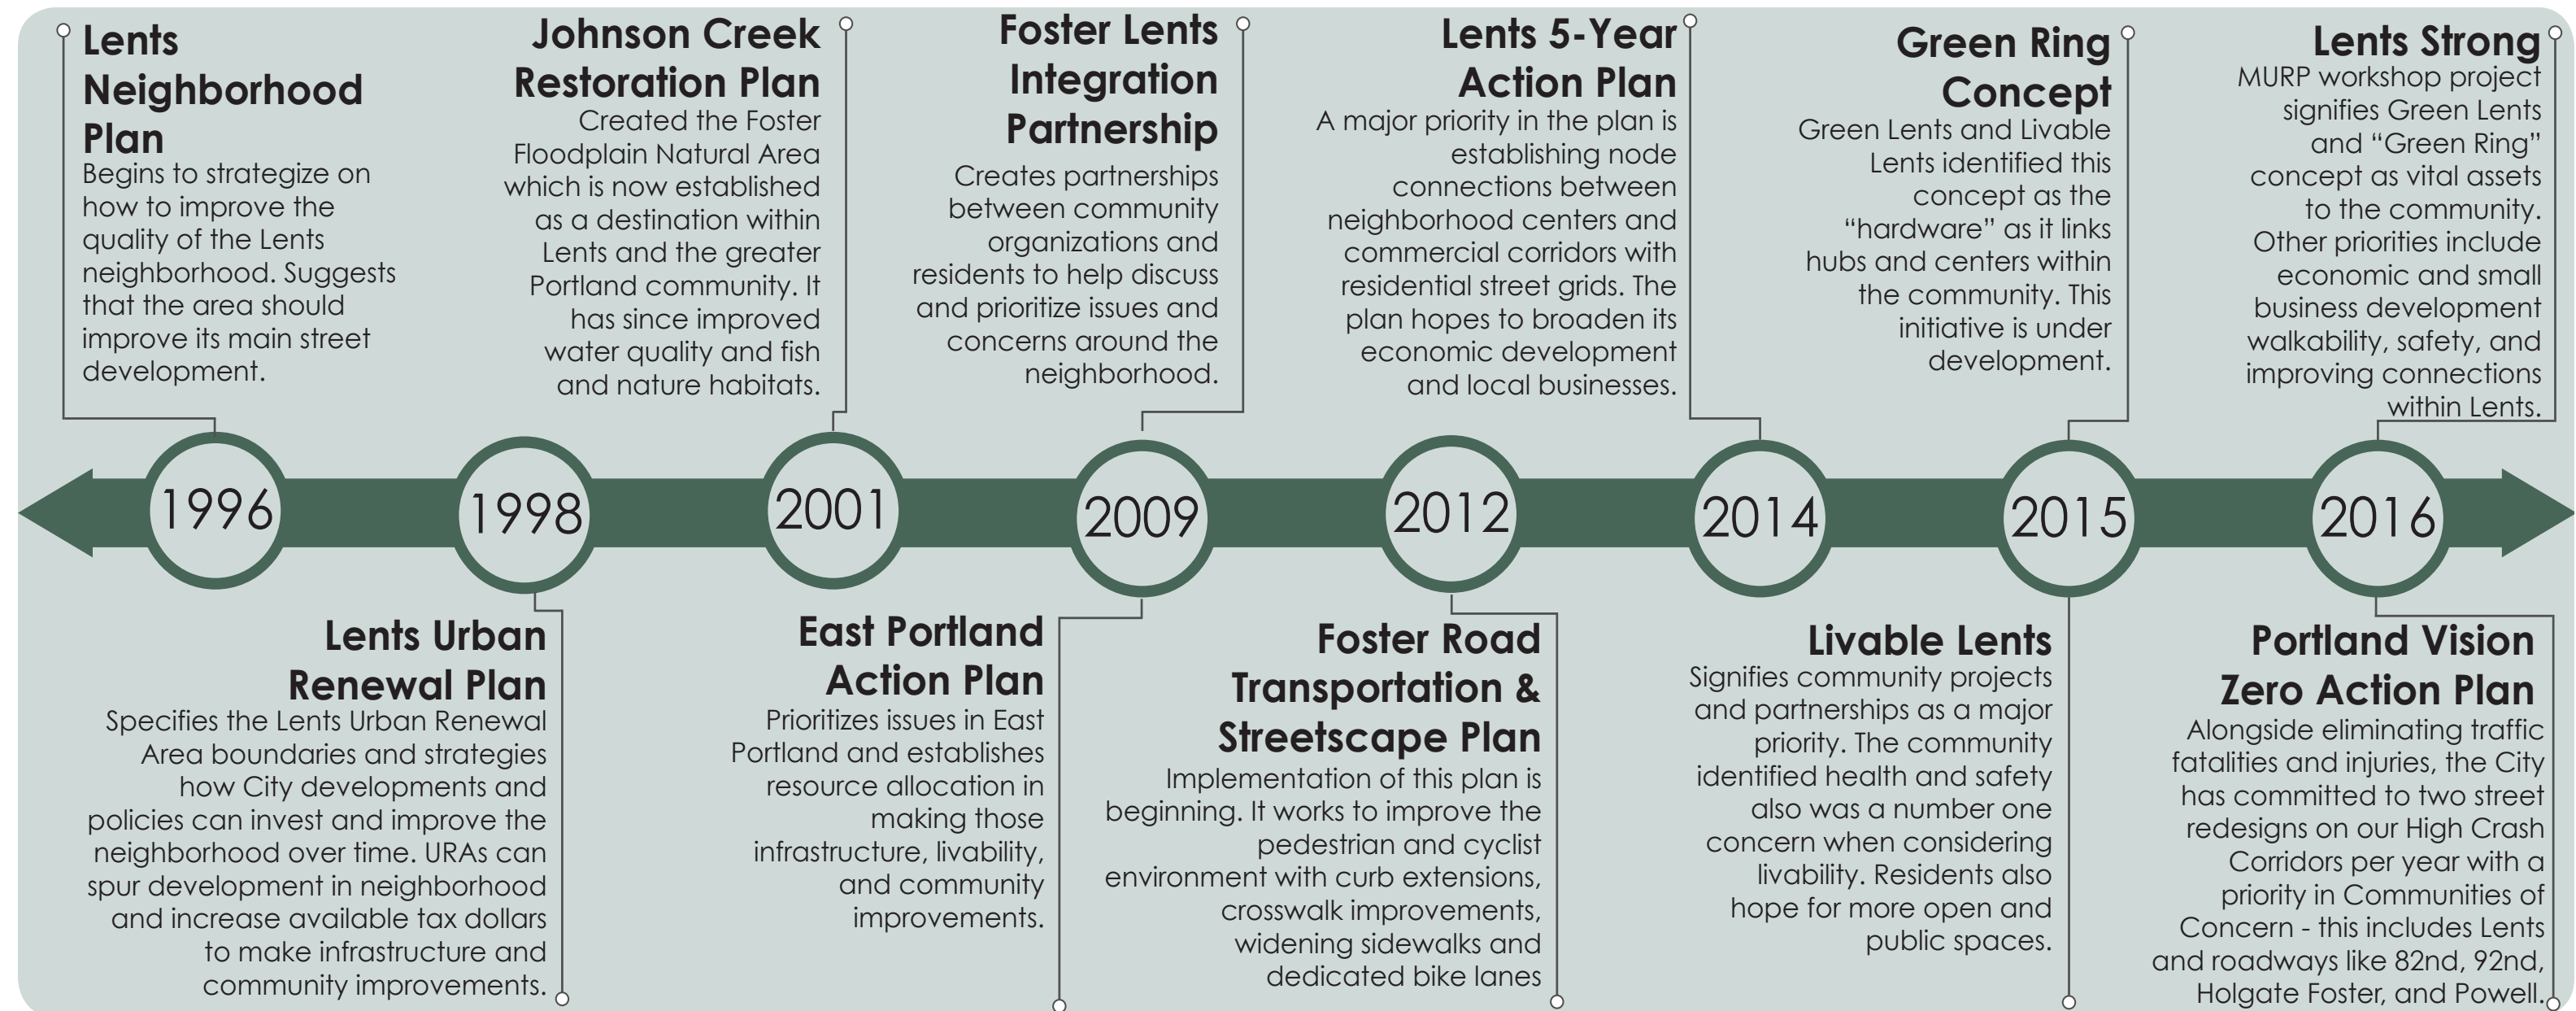 Lents
Neighborhood
Plan
Begins to strategize on
how to improve the
quality of the Lents
neighborhood. Suggests
that the area should
improve its main street
development.
Johnson Creek
Restoration Plan
Created the Foster
Floodplain Natural Area
which is now established
as a destination within
Lents and the greater
Portland community. It
has since improved
water quality and fish
and nature habitats.
Foster Lents
Integration
Partnership
Creates partnerships
between community
organizations and
residents to help discuss
and prioritize issues and
concerns around the
neighborhood.
Lents 5-Year
Action Plan
A major priority in the plan is
establishing node
connections between
neighborhood centers and
commercial corridors with
residential street grids. The
plan hopes to broaden its
economic development
and local businesses.
Green Ring
Concept
Green Lents and Livable
Lents identified this
concept as the
“hardware” as it links
hubs and centers within
the community. This
initiative is under
development.
Lents Strong
MURP workshop project
signifies Green Lents
and “Green Ring”
concept as vital assets
to the community.
Other priorities include
economic and small
business development
walkability, safety, and
improving connections
within Lents.
1996
1998
2001
2009
2012
2014
2015
2016
Lents Urban
Renewal Plan
Specifies the Lents Urban Renewal
Area boundaries and strategies
how City developments and
policies can invest and improve the
neighborhood over time. URAs can
spur development in neighborhood
and increase available tax dollars
to make infrastructure and
community improvements.
East Portland
Action Plan
Prioritizes issues in East
Portland and establishes
resource allocation in
making those
infrastructure, livability,
and community
improvements.
Foster Road
Transportation &
Streetscape Plan
Implementation of this plan is
beginning. It works to improve the
pedestrian and cyclist
environment with curb extensions,
crosswalk improvements,
widening sidewalks and
dedicated bike lanes
Livable Lents
Signifies community projects
and partnerships as a major
priority. The community
identified health and safety
also was a number one
concern when considering
livability. Residents also
hope for more open and
public spaces.
Portland Vision
Zero Action Plan
Alongside eliminating traffic
fatalities and injuries, the City
has committed to two street
redesigns on our High Crash
Corridors per year with a
priority in Communities of
Concern - this includes Lents
and roadways like 82nd, 92nd,
Holgate Foster, and Powell.